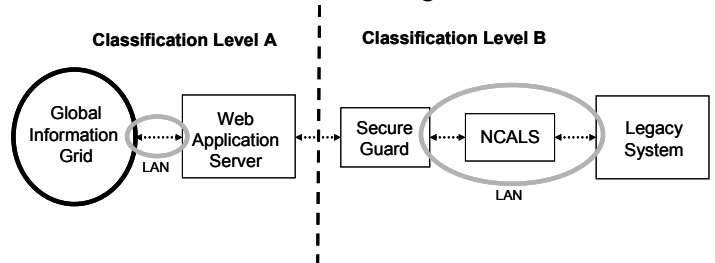 Classification Level A
Classification Level B
Global
Information
Grid
LAN
Web
Application
Server
Secure
Guard
NCALS
LAN
Legacy
System